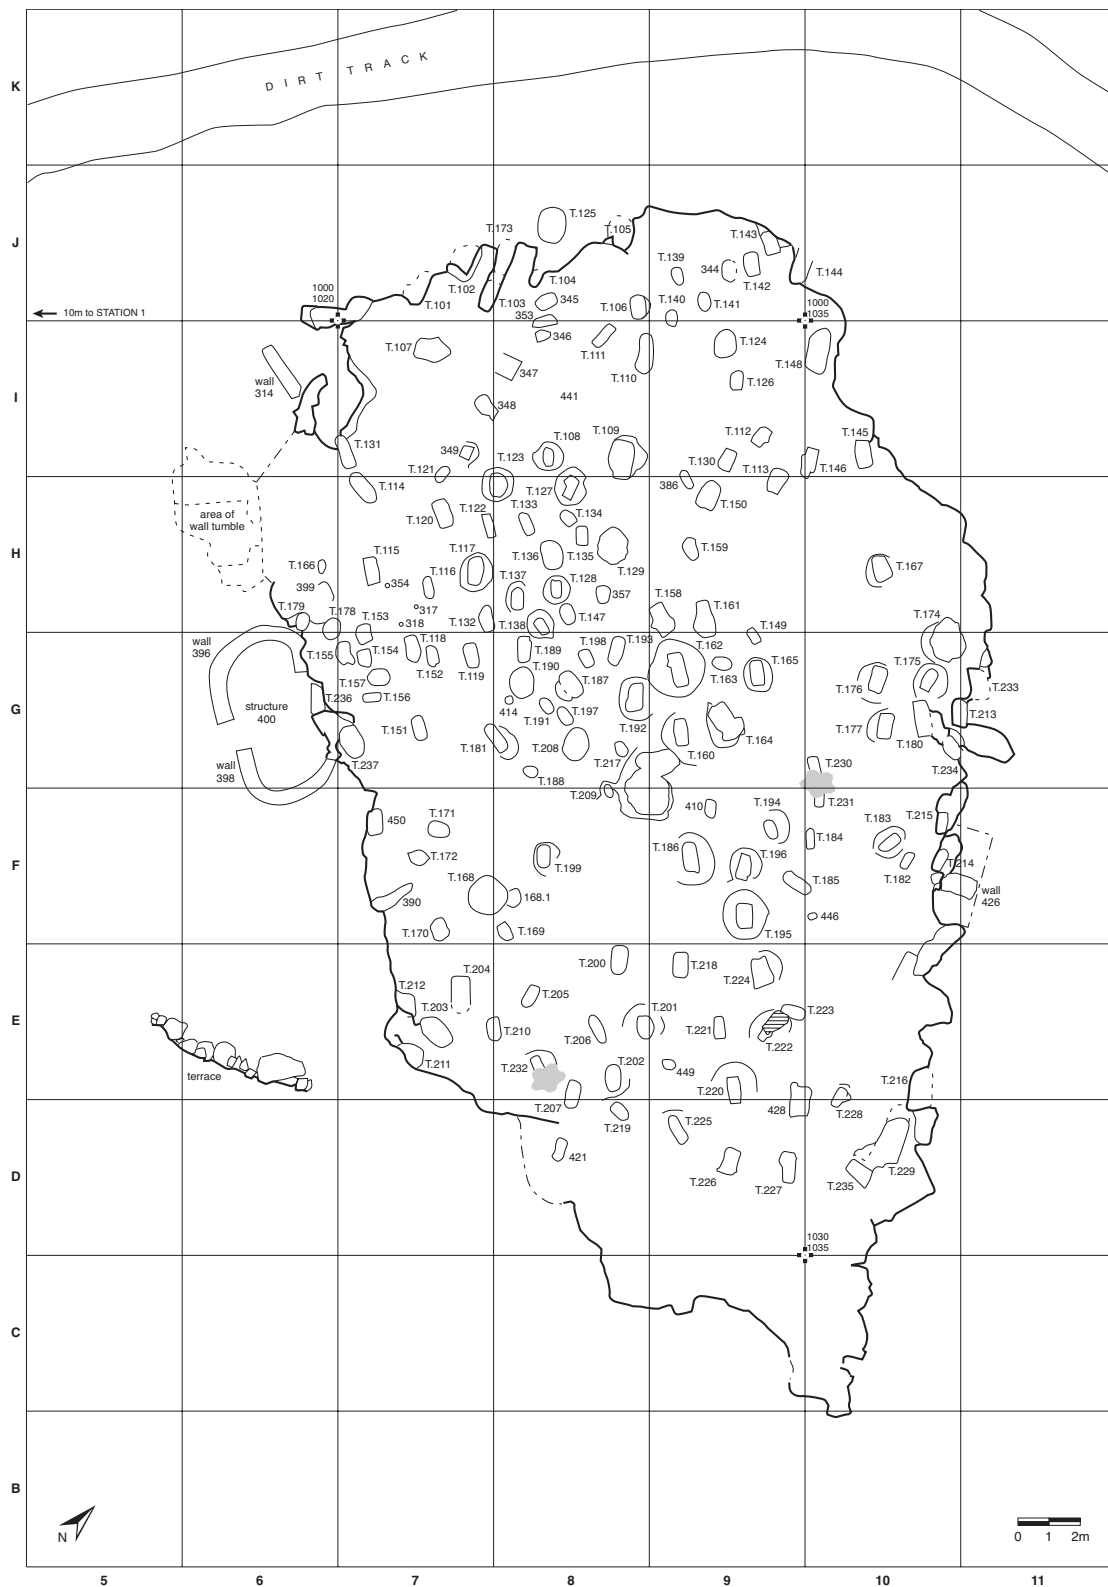 K
DIRT TRACK
J
T.125
T.173
T.105
T.143
T.139
344
T.144
T.142
T.102
T.104
1000
1020
T.101
T.103
345
T.106
T.140
T.141
1000
1035
10m to STATION 1
353
346
T.107
T.111
T.124
T.148
T.110
347
wall
314
T.126
I
441
348
T.109
T.112
T.145
T.131
349
T.123
T.108
T.130
T.113
T.146
T.121
T.114
386
T.127
T.150
T.122
T.133
T.120
T.134
area of
wall tumble
H
T.115
T.117
T.136
T.135
T.159
T.166
T.116
T.137
T.129
T.167
399
354
T.128
357
T.158
T.161
T.179
T.178
317
T.153
318
T.132
T.138
T.147
T.149
T.174
wall
396
T.118
T.198
T.193
T.155
T.154
T.189
T.162
T.175
T.152
T.119
T.190
T.187
T.163
T.165
T.157
T.176
T.233
T.236
T.156
structure
400
G
414
T.191
T.197
T.192
T.213
T.151
T.177
T.181
T.208
T.164
T.180
T.217
T.160
wall
398
T.237
T.188
T.230
T.234
T.209
T.231
410
T.194
T.215
450
T.171
T.183
T.184
T.186
T.172
T.199
T.196
T.214
F
T.182
T.168
T.185
168.1
wall
426
390
446
T.170
T.169
T.195
T.200
T.218
T.204
T.224
T.212
T.205
T.203
T.201
T.223
E
T.210
T.221
T.206
T.222
T.211
T.232
T.202
449
terrace
T.216
T.220
T.207
428
T.228
T.219
T.225
421
D
T.229
T.226
T.227
T.235
1030
1035
C
B
N
0 1 2m
5 6 7 8 9 10 11